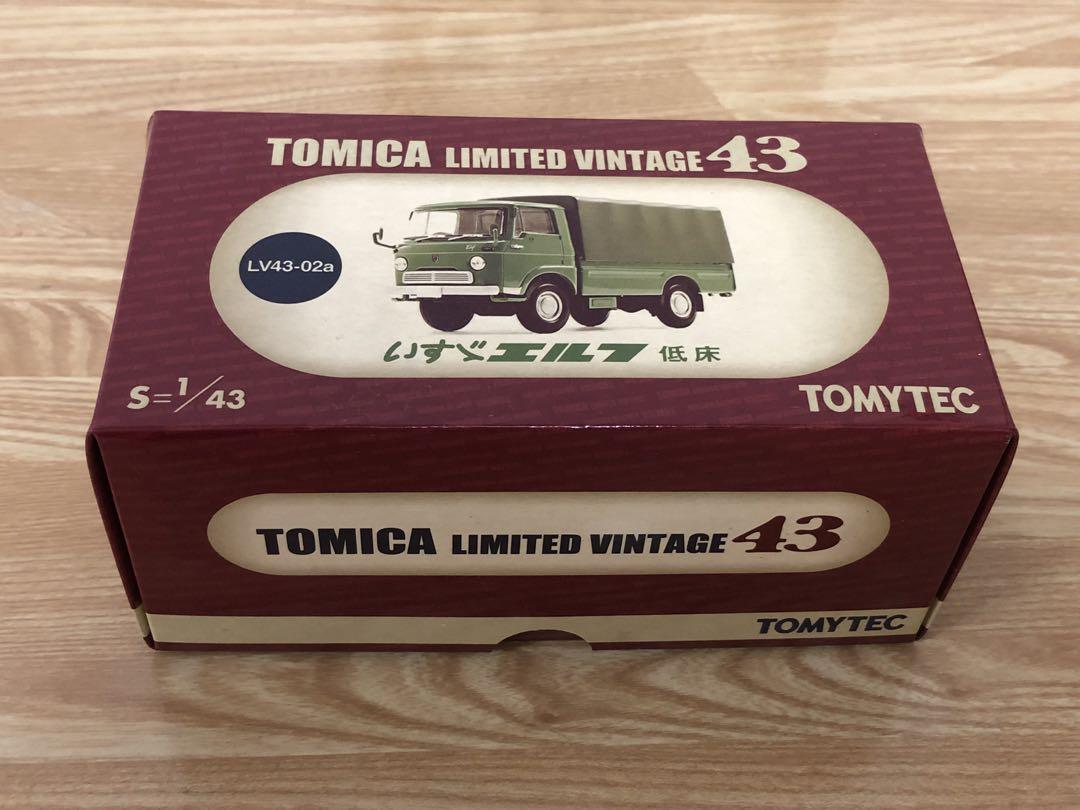 TOMICA LIMITED VINTAGE 43
LV43-02a
いすゞエルフ 低床
S=1/43
TOMYTEC
TOMICA LIMITED VINTAGE 43
TOMYTEC